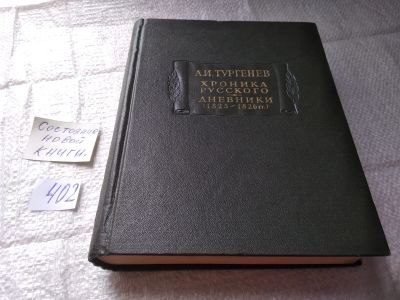 А.И. ТУРГЕНЕВ
ХРОНИКА
РУССКОГО
ДНЕВНИКИ
(1825-1826 гг.)
Состояние
новой
книги.
402